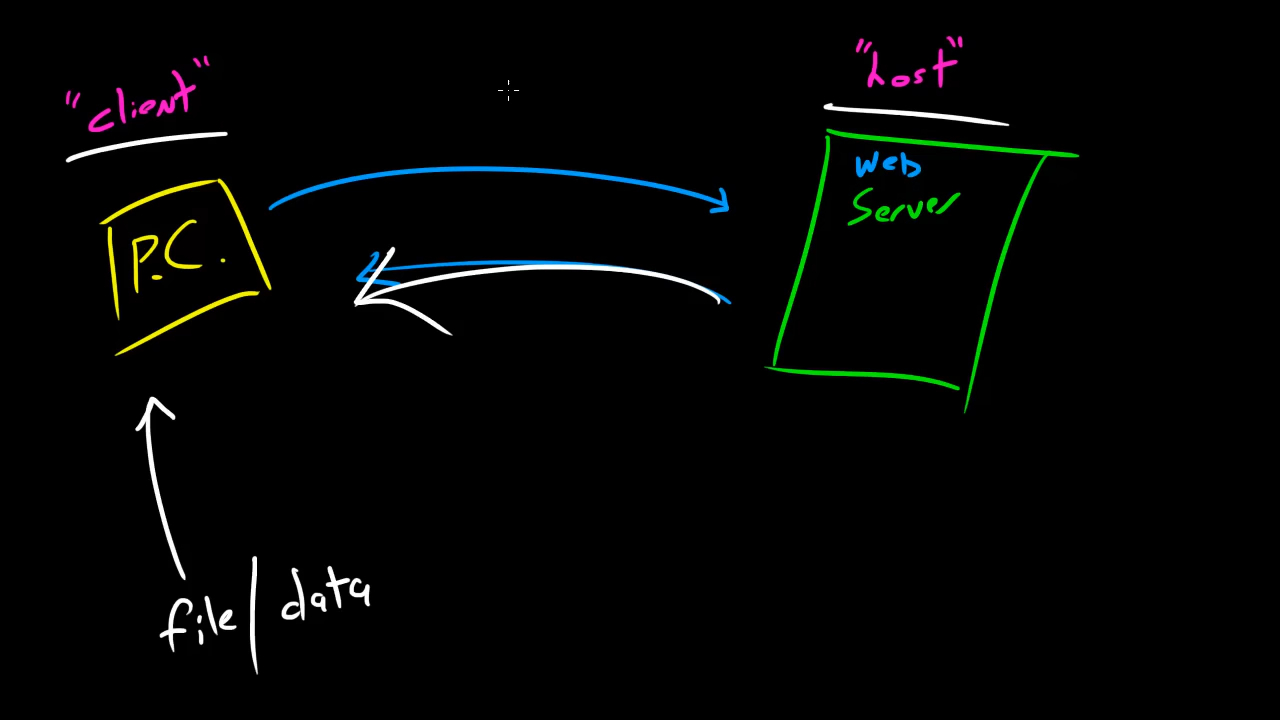 "client"
"host"
P.C.
Web
Server
file | data